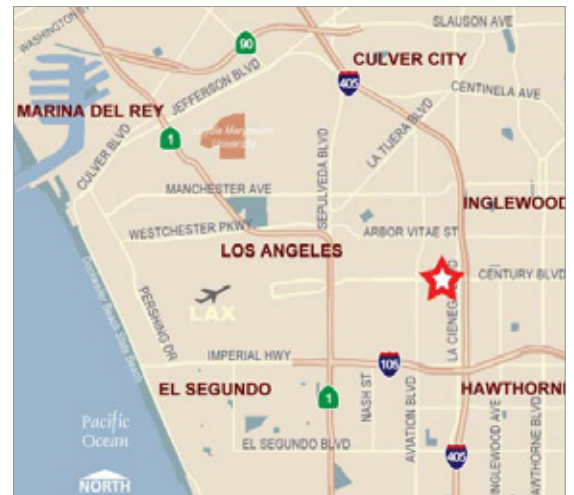 SLAUSON AVE
WASHINGTON BLVD
90
CULVER CITY
JEFFERSON BLVD
405
CENTINELA AVE
MARINA DEL REY
CULVER BLVD
1
Loyola Marymount
University
LA TIJERA BLVD
SEPULVEDA BLVD
MANCHESTER AVE
INGLEWOOD
WESTCHESTER PKWY
ARBOR VITAE ST
LOS ANGELES
CENTURY BLVD
LA CIENEGA BLVD
PERSHING DR
LAX
IMPERIAL HWY
105
EL SEGUNDO
NASH ST
AVIATION BLVD
HAWTHORNE
1
INGLEWOOD AVE
HAWTHORNE BLVD
Pacific
Ocean
EL SEGUNDO BLVD
405
NORTH